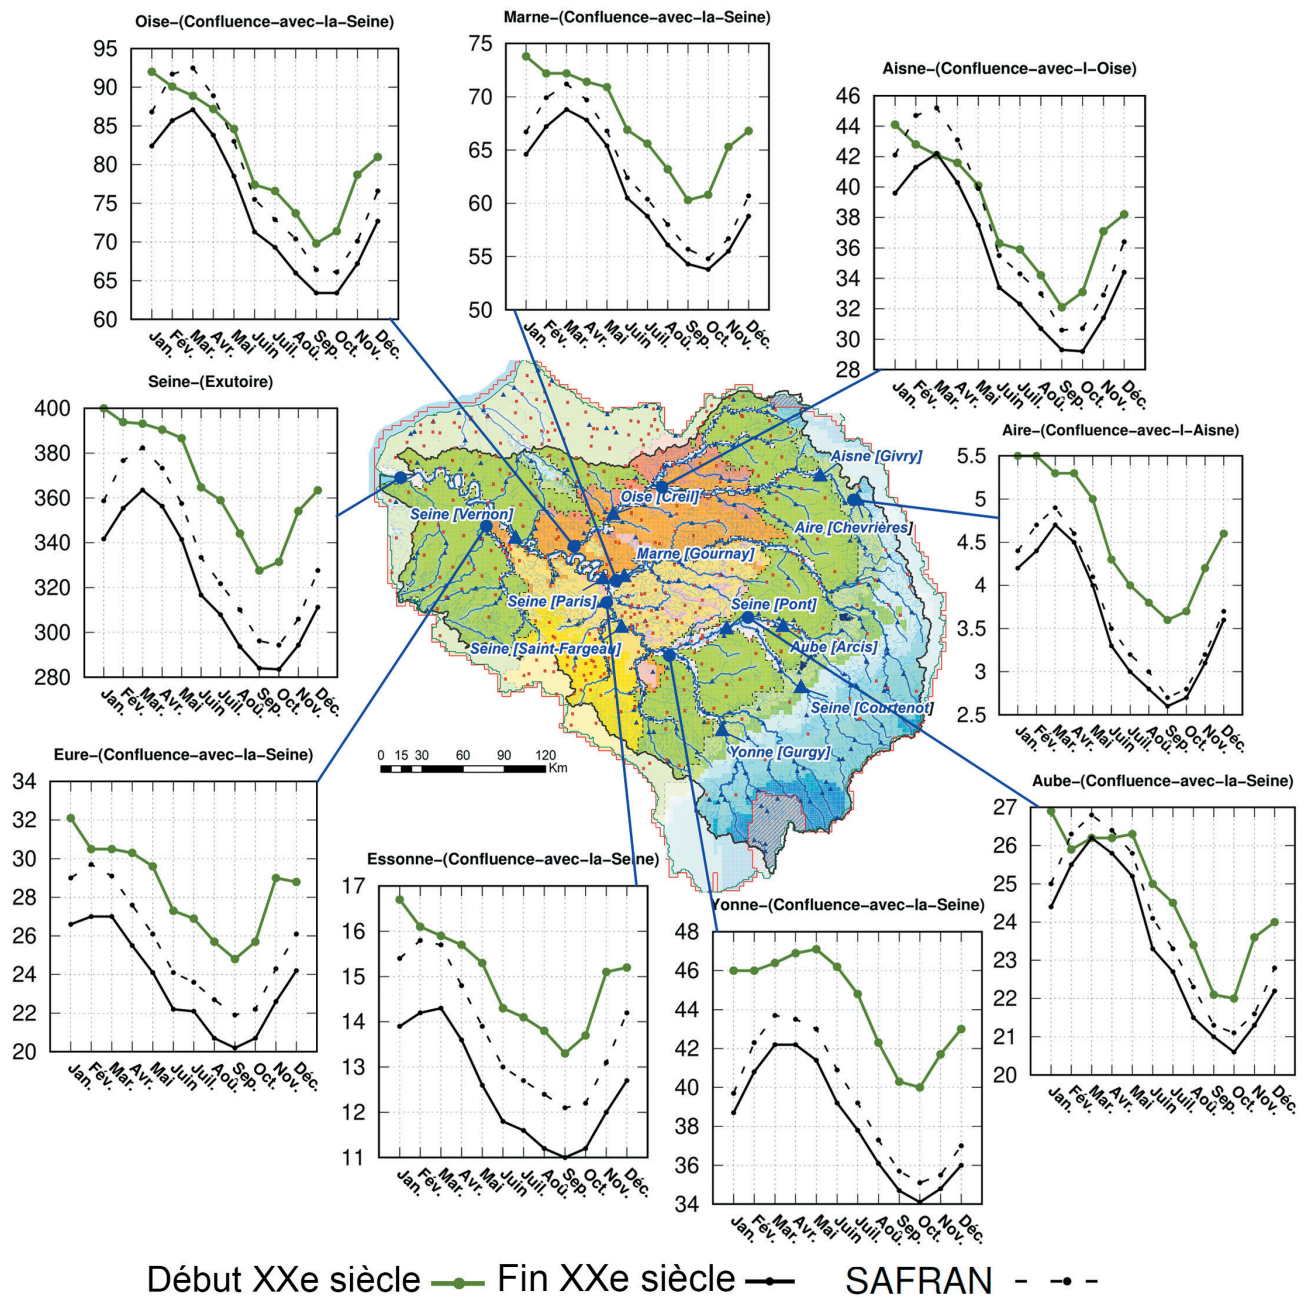 Oise–(Confluence–avec–la–Seine)
95
90
85
80
75
70
65
60
Jan. Fév. Mar. Avr. Mai Juin Juil. Aoû. Sep. Oct. Nov. Déc.
Marne–(Confluence–avec–la–Seine)
75
70
65
60
55
50
Jan. Fév. Mar. Avr. Mai Juin Juil. Aoû. Sep. Oct. Nov. Déc.
Aisne–(Confluence–avec–l–Oise)
46
44
42
40
38
36
34
32
30
28
Jan. Fév. Mar. Avr. Mai Juin Juil. Aoû. Sep. Oct. Nov. Déc.
Seine–(Exutoire)
400
380
360
340
320
300
280
Jan. Fév. Mar. Avr. Mai Juin Juil. Aoû. Sep. Oct. Nov. Déc.
Aire–(Confluence–avec–l–Aisne)
5.5
5
4.5
4
3.5
3
2.5
Jan. Fév. Mar. Avr. Mai Juin Juil. Aoû. Sep. Oct. Nov. Déc.
Aisne [Givry]
Oise [Creil]
Seine [Vernon]
Aire [Chevrières]
Marne [Gournay]
Seine [Paris]
Seine [Pont]
Seine [Saint-Fargeau]
Aube [Arcis]
Seine [Courtenot]
Yonne [Gurgy]
0 15 30 60 90 120
Km
Eure–(Confluence–avec–la–Seine)
34
32
30
28
26
24
22
20
Jan. Fév. Mar. Avr. Mai Juin Juil. Aoû. Sep. Oct. Nov. Déc.
Essonne–(Confluence–avec–la–Seine)
17
16
15
14
13
12
11
Jan. Fév. Mar. Avr. Mai Juin Juil. Aoû. Sep. Oct. Nov. Déc.
Yonne–(Confluence–avec–la–Seine)
48
46
44
42
40
38
36
34
Jan. Fév. Mar. Avr. Mai Juin Juil. Aoû. Sep. Oct. Nov. Déc.
Aube–(Confluence–avec–la–Seine)
27
26
25
24
23
22
21
20
Jan. Fév. Mar. Avr. Mai Juin Juil. Aoû. Sep. Oct. Nov. Déc.
Début XXe siècle Fin XXe siècle SAFRAN